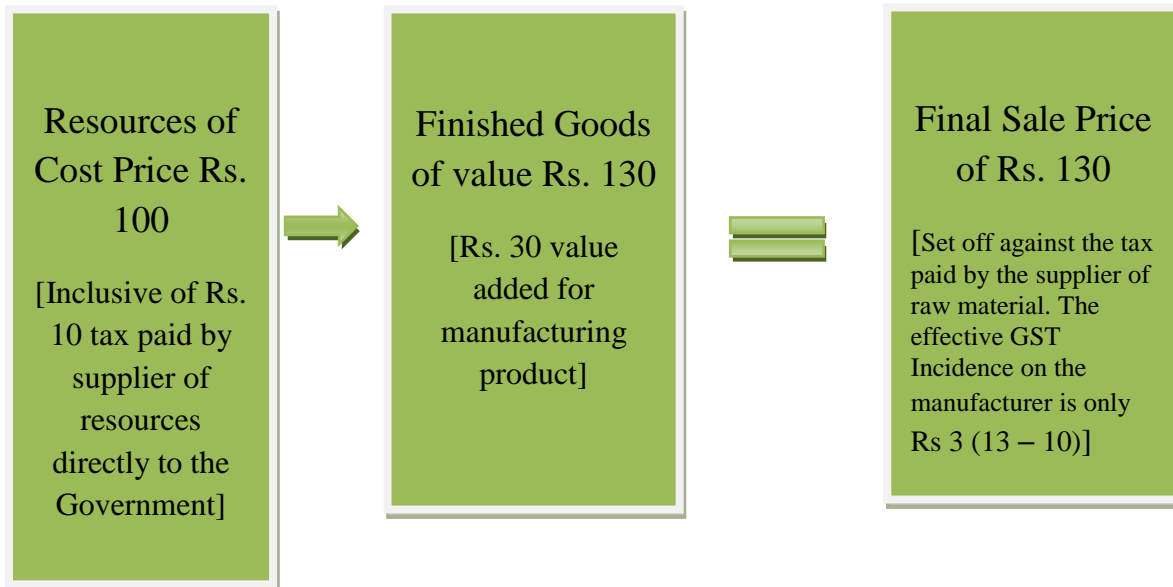 Resources of
Cost Price Rs.
100
[Inclusive of Rs.
10 tax paid by
supplier of
resources
directly to the
Government]
Finished Goods
of value Rs. 130
[Rs. 30 value
added for
manufacturing
product]
Final Sale Price
of Rs. 130
[Set off against the tax
paid by the supplier of
raw material. The
effective GST
Incidence on the
manufacturer is only
Rs 3 (13 – 10)]